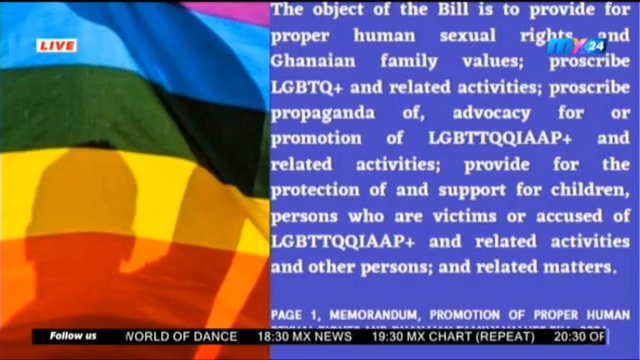 LIVE
The object of the Bill is to provide for
proper human sexual rights and
mx24
Ghanaian family values; proscribe
LGBTQ+ and related activities; proscribe
propaganda of, advocacy for or
promotion of LGBTTQQIAAP+ and
related activities; provide for the
protection of and support for children,
persons who are victims or accused of
LGBTTQQIAAP+ and related activities
and other persons; and related matters.
PAGE 1, MEMORANDUM, PROMOTION OF PROPER HUMAN
Follow us WORLD OF DANCE 18:30 MX NEWS 19:30 MX CHART (REPEAT) 20:30 OF